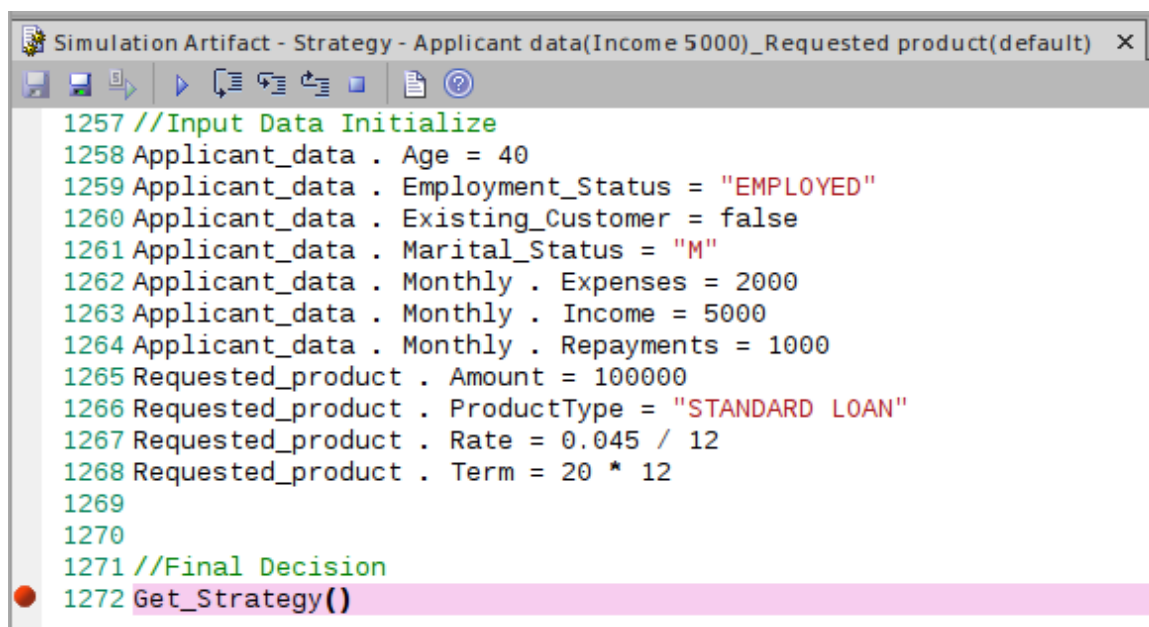 Simulation Artifact - Strategy - Applicant data(Income 5000)_Requested product(default)
1257 //Input Data Initialize
1258 Applicant_data . Age = 40
1259 Applicant_data . Employment_Status = "EMPLOYED"
1260 Applicant_data . Existing_Customer = false
1261 Applicant_data . Marital_Status = "M"
1262 Applicant_data . Monthly . Expenses = 2000
1263 Applicant_data . Monthly . Income = 5000
1264 Applicant_data . Monthly . Repayments = 1000
1265 Requested_product . Amount = 100000
1266 Requested_product . ProductType = "STANDARD LOAN"
1267 Requested_product . Rate = 0.045 / 12
1268 Requested_product . Term = 20 * 12
1269
1270
1271 //Final Decision
1272 Get_Strategy()